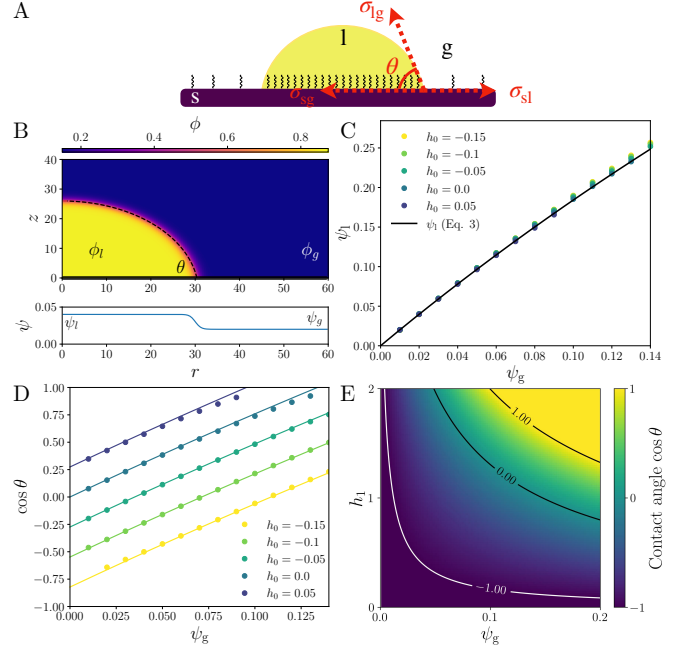 A
σlg
l
g
θ
s
σsg
σsl
B
ϕ
0.2 0.4 0.6 0.8
40
30
20
10
0
z
ϕl
θ
ϕg
0 10 20 30 40 50 60
0.05
0.00
ψ
ψl
ψg
0 10 20 30 40 50 60
r
C
h0 = −0.15
h0 = −0.1
h0 = −0.05
h0 = 0.0
h0 = 0.05
ψl (Eq. 3)
0.25
0.20
0.15
0.10
0.05
0.00
ψl
0.00 0.02 0.04 0.06 0.08 0.10 0.12 0.14
ψg
D
1.00
0.75
0.50
0.25
0.00
−0.25
−0.50
−0.75
−1.00
cos θ
h0 = −0.15
h0 = −0.1
h0 = −0.05
h0 = 0.0
h0 = 0.05
0.000 0.025 0.050 0.075 0.100 0.125
ψg
E
2
1
0
h1
1.00
0.00
−1.00
0.0 0.1 0.2
ψg
1
0
−1
Contact angle cos θ